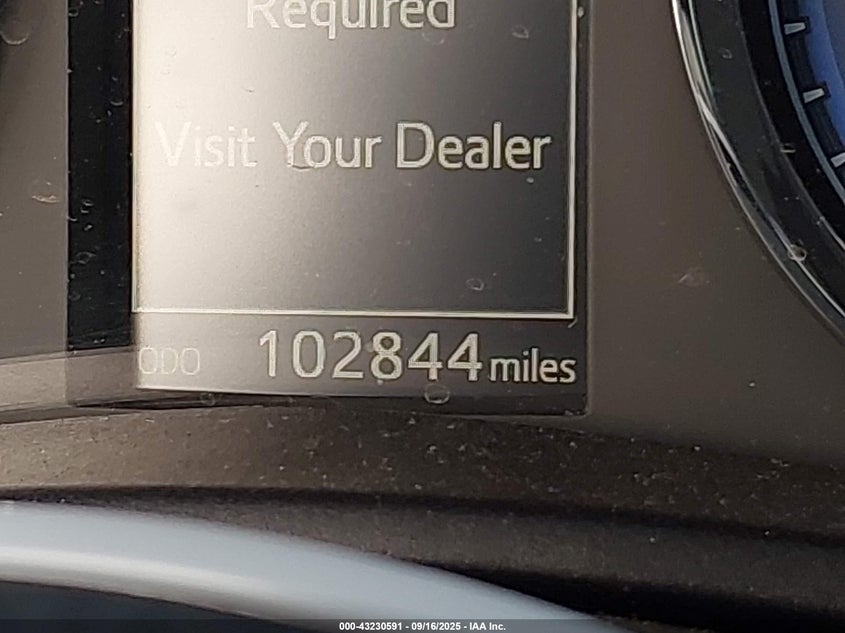 Required
Visit Your Dealer
ODO 102844 miles
000-43230591 - 09/16/2025 - IAA Inc.